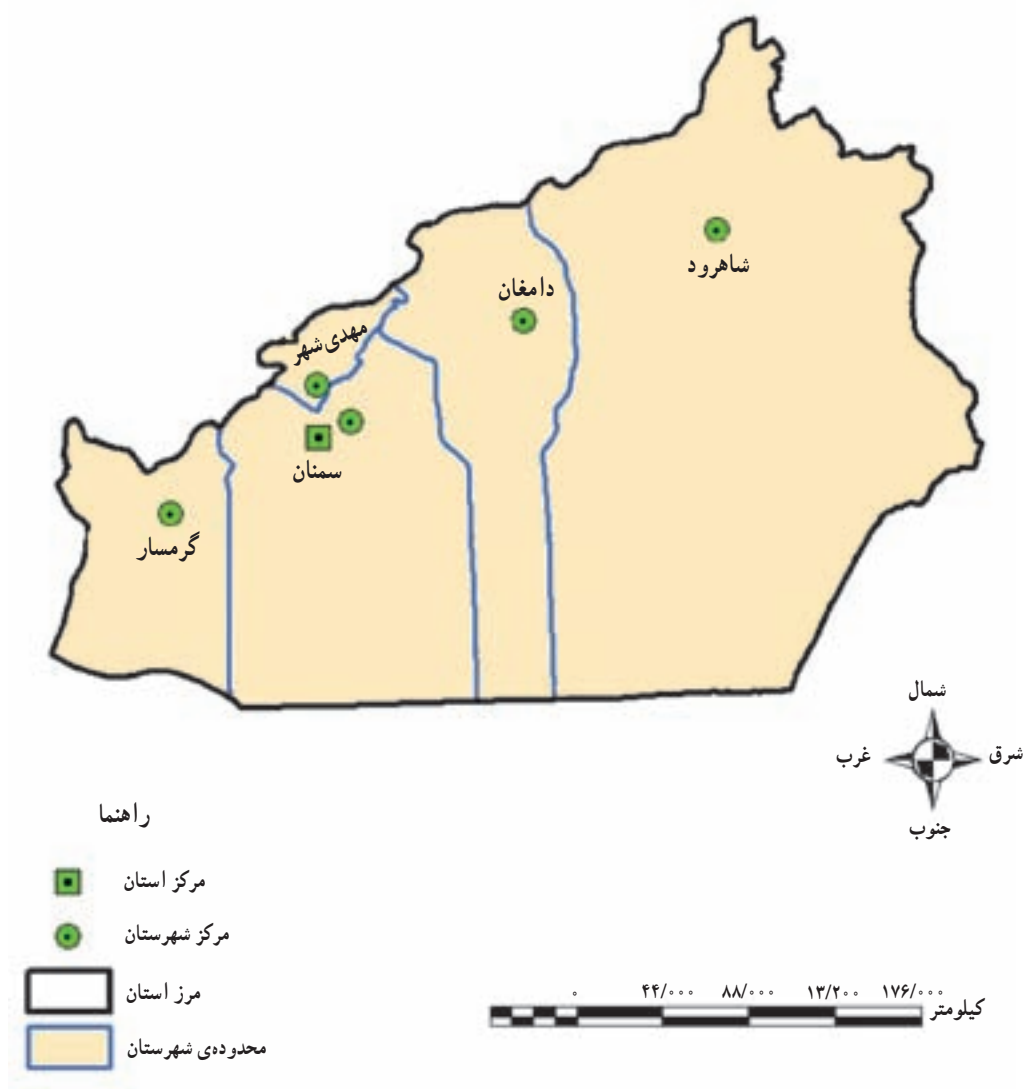 شاهرود
دامغان
مهدی‌شهر
سمنان
گرمسار
شمال
شرق
غرب
جنوب
راهنما
مرکز استان
مرکز شهرستان
مرز استان
محدوده‌ی شهرستان
۰ ۴۴/۰۰۰ ۸۸/۰۰۰ ۱۳/۲۰۰ ۱۷۶/۰۰۰
کیلومتر